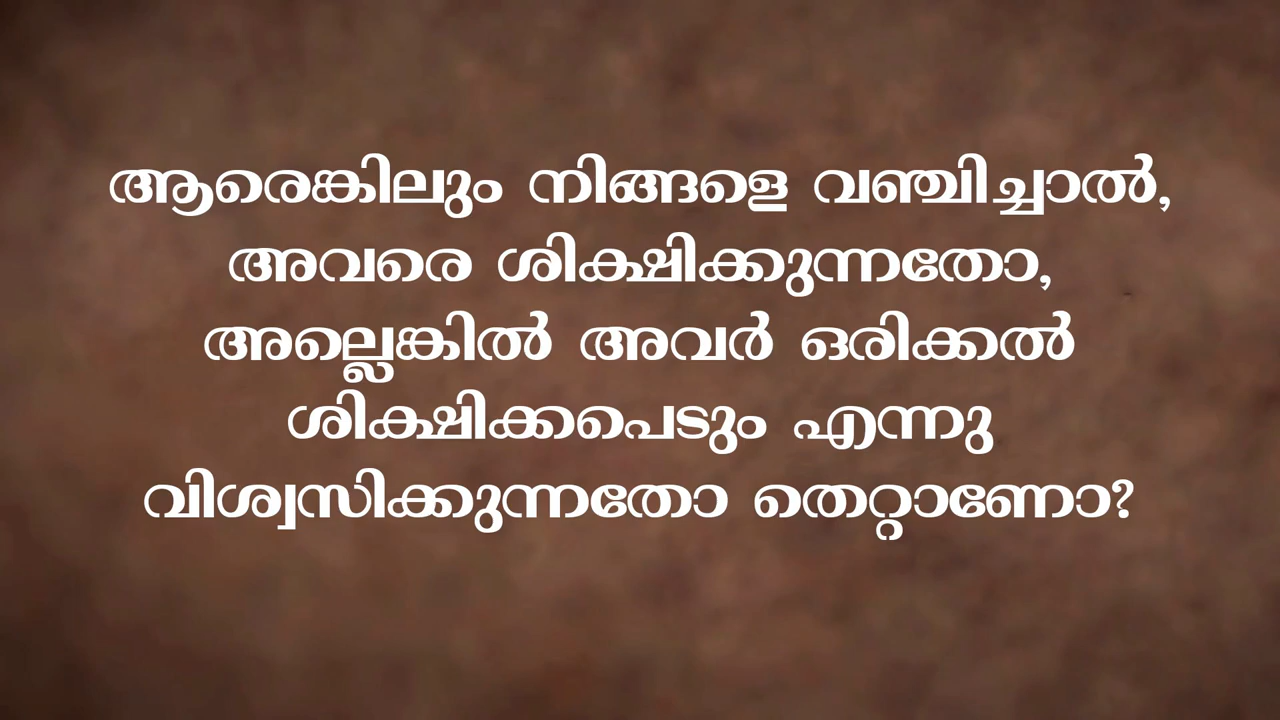 ആരെങ്കിലും നിങ്ങളെ വഞ്ചിച്ചാൽ,
അവരെ ശിക്ഷിക്കുന്നതോ,
അല്ലെങ്കിൽ അവർ ഒരിക്കൽ
ശിക്ഷിക്കപെടും എന്നു
വിശ്വസിക്കുന്നതോ തെറ്റാണോ?